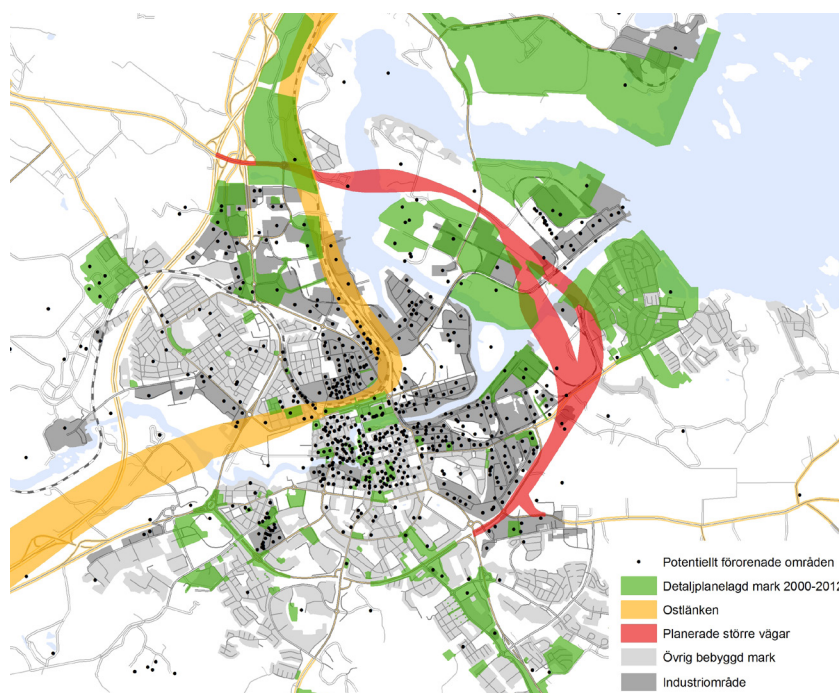 Potentiellt förorenade områden
Detaljplanelagd mark 2000-2012
Ostlänken
Planerade större vägar
Övrig bebyggd mark
Industriområde